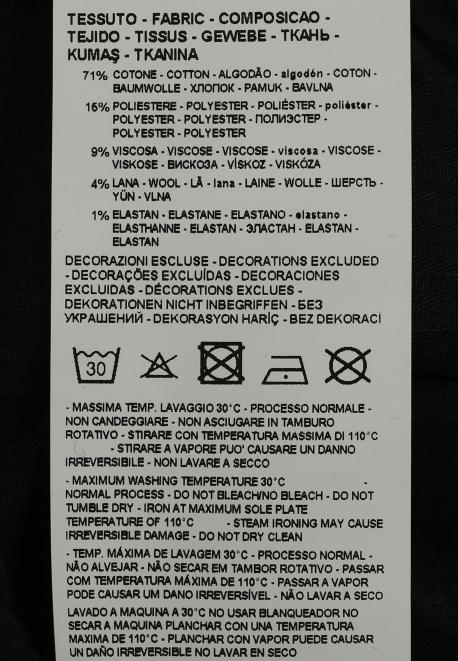 TESSUTO - FABRIC - COMPOSICAO -
TEJIDO - TISSUS - GEWEBE - ТКАНЬ -
KUMAŞ - TKANINA
71% COTONE - COTTON - ALGODÃO - algodón - COTON -
BAUMWOLLE - ХЛОПОК - PAMUK - BAVLNA
15% POLIESTERE - POLYESTER - POLIÉSTER - poliéster -
POLYESTER - POLYESTER - ПОЛИЭСТЕР -
POLYESTER - POLYESTER
9% VISCOSA - VISCOSE - VISCOSE - viscosa - VISCOSE -
VISKOSE - ВИСКОЗА - VİSKOZ - VISKÓZA
4% LANA - WOOL - LÃ - lana - LAINE - WOLLE - ШЕРСТЬ -
YÜN - VLNA
1% ELASTAN - ELASTANE - ELASTANO - elastano -
ELASTHANNE - ELASTAN - ЭЛАСТАН - ELASTAN -
ELASTAN
DECORAZIONI ESCLUSE - DECORATIONS EXCLUDED
- DECORAÇÕES EXCLUÍDAS - DECORACIONES
EXCLUIDAS - DÉCORATIONS EXCLUES -
DEKORATIONEN NICHT INBEGRIFFEN - БЕЗ
УКРАШЕНИЙ - DEKORASYON HARİÇ - BEZ DEKORACÍ
30
- MASSIMA TEMP. LAVAGGIO 30°C - PROCESSO NORMALE -
NON CANDEGGIARE - NON ASCIUGARE IN TAMBURO
ROTATIVO - STIRARE CON TEMPERATURA MASSIMA DI 110°C
- STIRARE A VAPORE PUO' CAUSARE UN DANNO
IRREVERSIBILE - NON LAVARE A SECCO
- MAXIMUM WASHING TEMPERATURE 30°C -
NORMAL PROCESS - DO NOT BLEACH/NO BLEACH - DO NOT
TUMBLE DRY - IRON AT MAXIMUM SOLE PLATE
TEMPERATURE OF 110°C - STEAM IRONING MAY CAUSE
IRREVERSIBLE DAMAGE - DO NOT DRY CLEAN
- TEMP. MÁXIMA DE LAVAGEM 30°C - PROCESSO NORMAL -
NÃO ALVEJAR - NÃO SECAR EM TAMBOR ROTATIVO - PASSAR
COM TEMPERATURA MÁXIMA DE 110°C - PASSAR A VAPOR
PODE CAUSAR UM DANO IRREVERSÍVEL - NÃO LAVAR A SECO
LAVADO A MAQUINA A 30°C NO USAR BLANQUEADOR NO
SECAR A MAQUINA PLANCHAR CON UNA TEMPERATURA
MAXIMA DE 110°C - PLANCHAR CON VAPOR PUEDE CAUSAR
UN DAÑO IRREVERSIBLE NO LAVAR EN SECO